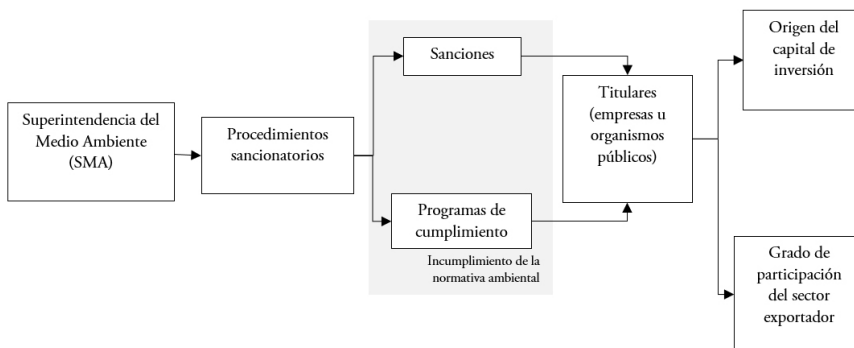 Superintendencia del
Medio Ambiente
(SMA)
Procedimientos
sancionatorios
Sanciones
Programas de
cumplimiento
Incumplimiento de la
normativa ambiental
Titulares
(empresas u
organismos
públicos)
Origen del
capital de
inversión
Grado de
participación
del sector
exportador